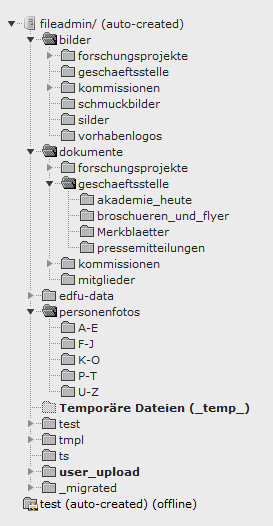 fileadmin/ (auto-created)
bilder
forschungsprojekte
geschaeftsstelle
kommissionen
schmuckbilder
silder
vorhabenlogos
dokumente
forschungsprojekte
geschaeftsstelle
akademie_heute
broschueren_und_flyer
Merkblaetter
pressemitteilungen
kommissionen
mitglieder
edfu-data
personenfotos
A-E
F-J
K-O
P-T
U-Z
Temporäre Dateien (_temp_)
test
tmpl
ts
user_upload
_migrated
test (auto-created) (offline)